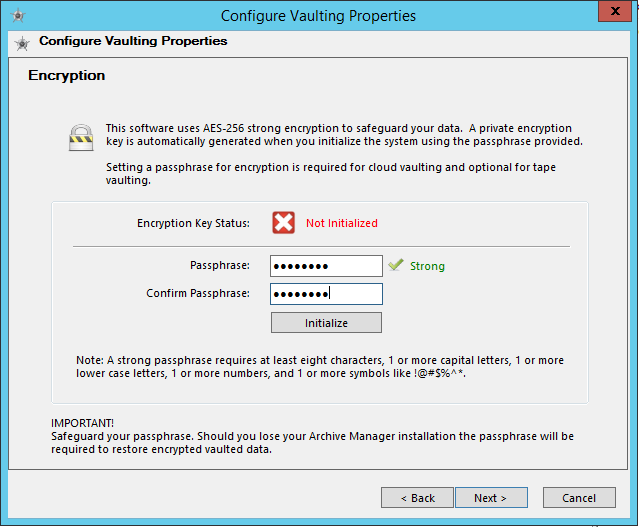 Configure Vaulting Properties
x
Configure Vaulting Properties
Encryption
This software uses AES-256 strong encryption to safeguard your data. A private encryption
key is automatically generated when you initialize the system using the passphrase provided.
Setting a passphrase for encryption is required for cloud vaulting and optional for tape
vaulting.
Encryption Key Status: Not Initialized
Passphrase: ●●●●●●●● Strong
Confirm Passphrase: ●●●●●●●●
Initialize
Note: A strong passphrase requires at least eight characters, 1 or more capital letters, 1 or more
lower case letters, 1 or more numbers, and 1 or more symbols like !@#$%^*.
IMPORTANT!
Safeguard your passphrase. Should you lose your Archive Manager installation the passphrase will be
required to restore encrypted vaulted data.
< Back Next > Cancel